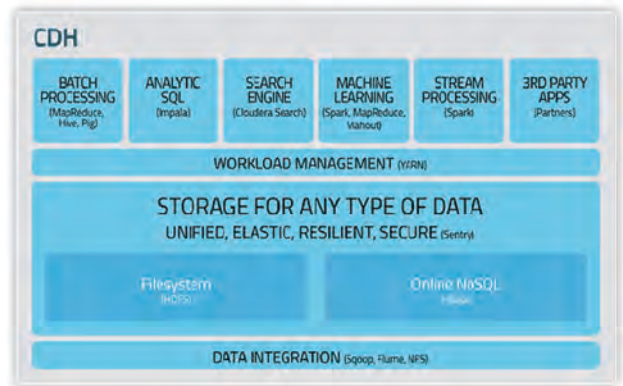 CDH
BATCH
PROCESSING
(MapReduce,
Hive, Pig)
ANALYTIC
SQL
(Impala)
SEARCH
ENGINE
(Cloudera Search)
MACHINE
LEARNING
(Spark, MapReduce,
Mahout)
STREAM
PROCESSING
(Spark)
3RD PARTY
APPS
(Partners)
WORKLOAD MANAGEMENT (YARN)
STORAGE FOR ANY TYPE OF DATA
UNIFIED, ELASTIC, RESILIENT, SECURE (Sentry)
Filesystem
(HDFS)
Online NoSQL
(HBase)
DATA INTEGRATION (Sqoop, Flume, NFS)